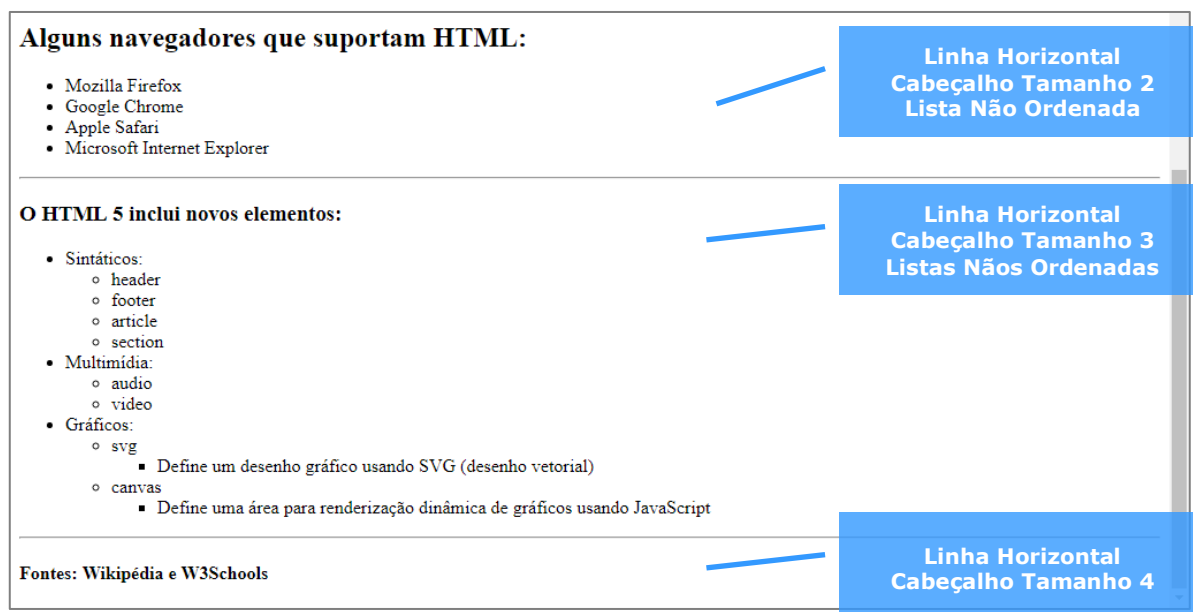 Alguns navegadores que suportam HTML:
Mozilla Firefox
Google Chrome
Apple Safari
Microsoft Internet Explorer
Linha Horizontal
Cabeçalho Tamanho 2
Lista Não Ordenada
O HTML 5 inclui novos elementos:
Sintáticos:
header
footer
article
section
Multimídia:
audio
video
Gráficos:
svg
Define um desenho gráfico usando SVG (desenho vetorial)
canvas
Define uma área para renderização dinâmica de gráficos usando JavaScript
Linha Horizontal
Cabeçalho Tamanho 3
Listas Nãos Ordenadas
Fontes: Wikipédia e W3Schools
Linha Horizontal
Cabeçalho Tamanho 4